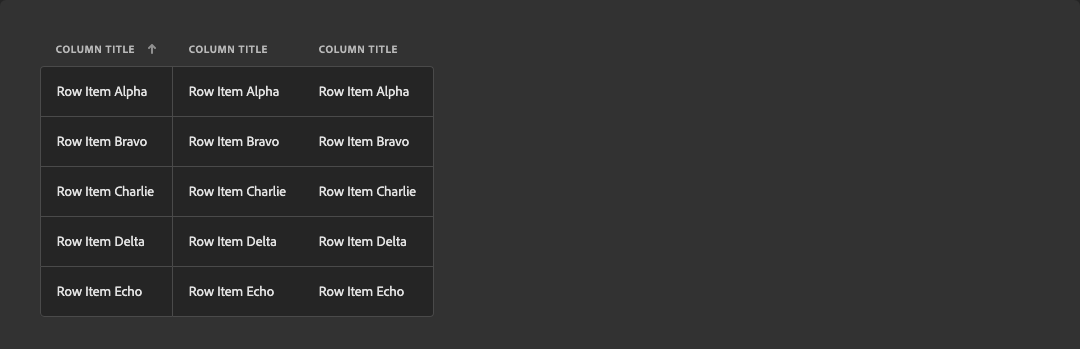 COLUMN TITLE COLUMN TITLE COLUMN TITLE
Row Item Alpha Row Item Alpha Row Item Alpha
Row Item Bravo Row Item Bravo Row Item Bravo
Row Item Charlie Row Item Charlie Row Item Charlie
Row Item Delta Row Item Delta Row Item Delta
Row Item Echo Row Item Echo Row Item Echo